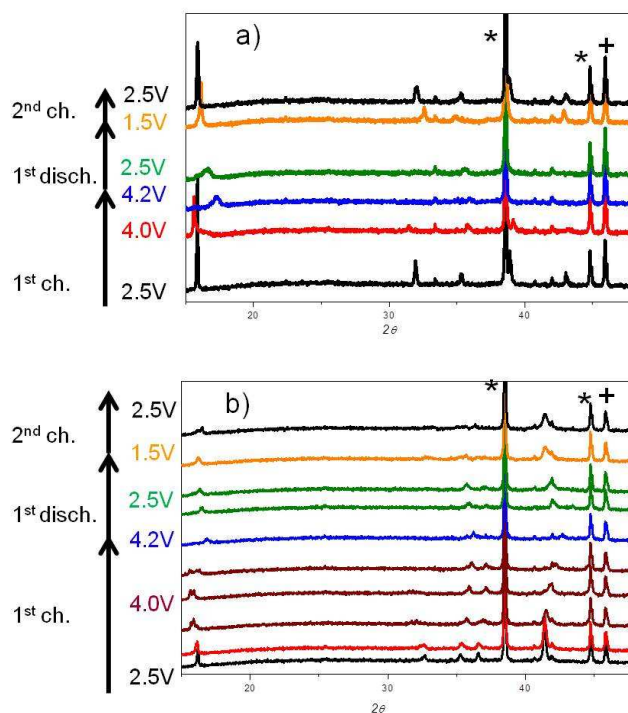 a)
* * +
2.5V
2nd ch.
1.5V
2.5V
1st disch.
4.2V
4.0V
1st ch.
2.5V
20 30 40
2θ
b)
* * +
2.5V
2nd ch.
1.5V
2.5V
1st disch.
4.2V
4.0V
1st ch.
2.5V
20 30 40
2θ